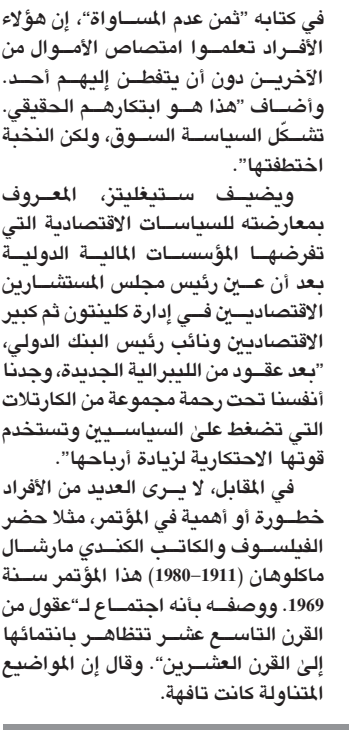 في كتابه ”ثمن عدم المساواة“، إن هؤلاء
الأفراد تعلموا امتصاص الأموال من
الآخرين دون أن يتفطن إليهم أحد.
وأضاف ”هذا هو ابتكارهم الحقيقي.
تشكّل السياسة السوق، ولكن النخبة
اختطفتها“.
ويضيف ستيغليتز، المعروف
بمعارضته للسياسات الاقتصادية التي
تفرضها المؤسسات المالية الدولية
بعد أن عين رئيس مجلس المستشارين
الاقتصاديين في إدارة كلينتون ثم كبير
الاقتصاديين ونائب رئيس البنك الدولي،
”بعد عقود من الليبرالية الجديدة، وجدنا
أنفسنا تحت رحمة مجموعة من الكارتلات
التي تضغط على السياسيين وتستخدم
قوتها الاحتكارية لزيادة أرباحها“.
في المقابل، لا يرى العديد من الأفراد
خطورة أو أهمية في المؤتمر، مثلا حضر
الفيلسوف والكاتب الكندي مارشال
ماكلوهان (1911–1980) هذا المؤتمر سنة
1969. ووصفه بأنه اجتماع لـ”عقول من
القرن التاسع عشر تتظاهر بانتمائها
إلى القرن العشرين“. وقال إن المواضيع
المتناولة كانت تافهة.